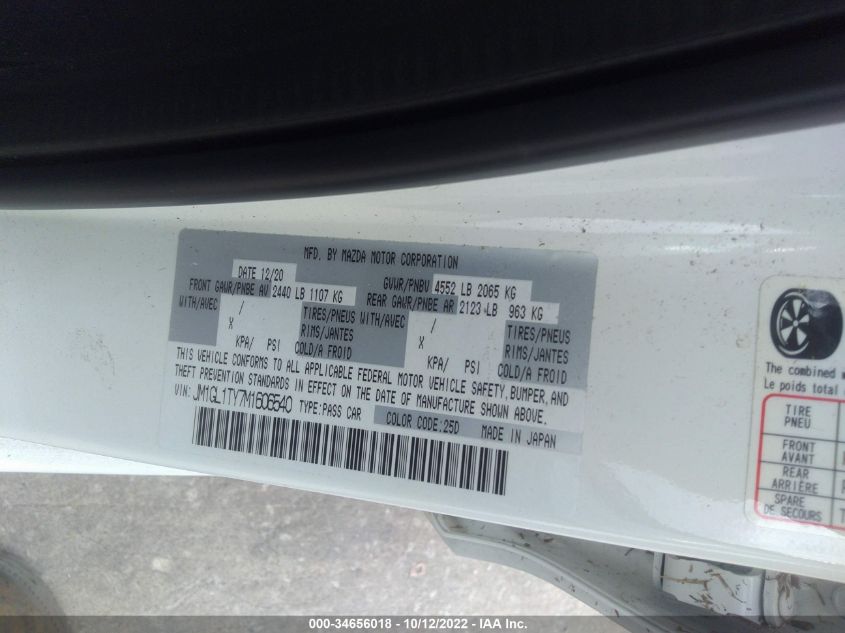 MFD. BY MAZDA MOTOR CORPORATION
DATE 12/20 GVWR/PNBV 4552 LB 2065 KG
FRONT GAWR/PNBE AV 2440 LB 1107 KG REAR GAWR/PNBE AR 2123 LB 963 KG
WITH/AVEC / TIRES/PNEUS WITH/AVEC / TIRES/PNEUS
X RIMS/JANTES X RIMS/JANTES
KPA/ PSI COLD/A FROID KPA/ PSI COLD/A FROID
THIS VEHICLE CONFORMS TO ALL APPLICABLE FEDERAL MOTOR VEHICLE SAFETY, BUMPER, AND
THEFT PREVENTION STANDARDS IN EFFECT ON THE DATE OF MANUFACTURE SHOWN ABOVE.
VIN: JM1GL1TY7M1606540 TYPE:PASS CAR COLOR CODE:25D MADE IN JAPAN
The combined
Le poids total
TIRE
PNEU
FRONT
AVANT
REAR
ARRIÈRE
SPARE
DE SECOURS
000-34656018 - 10/12/2022 - IAA Inc.